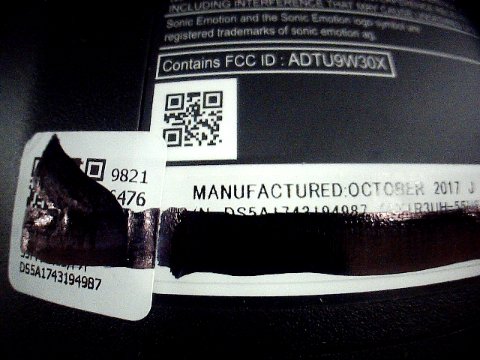 INCLUDING INTERFERENCE THAT MAY CAUSE
Sonic Emotion and the Sonic Emotion logo symbol are
registered trademarks of sonic emotion ag.
Contains FCC ID : ADTU9W30X
9821
6476
MANUFACTURED:OCTOBER 2017
DS5A1743194987
DS5A1743194987